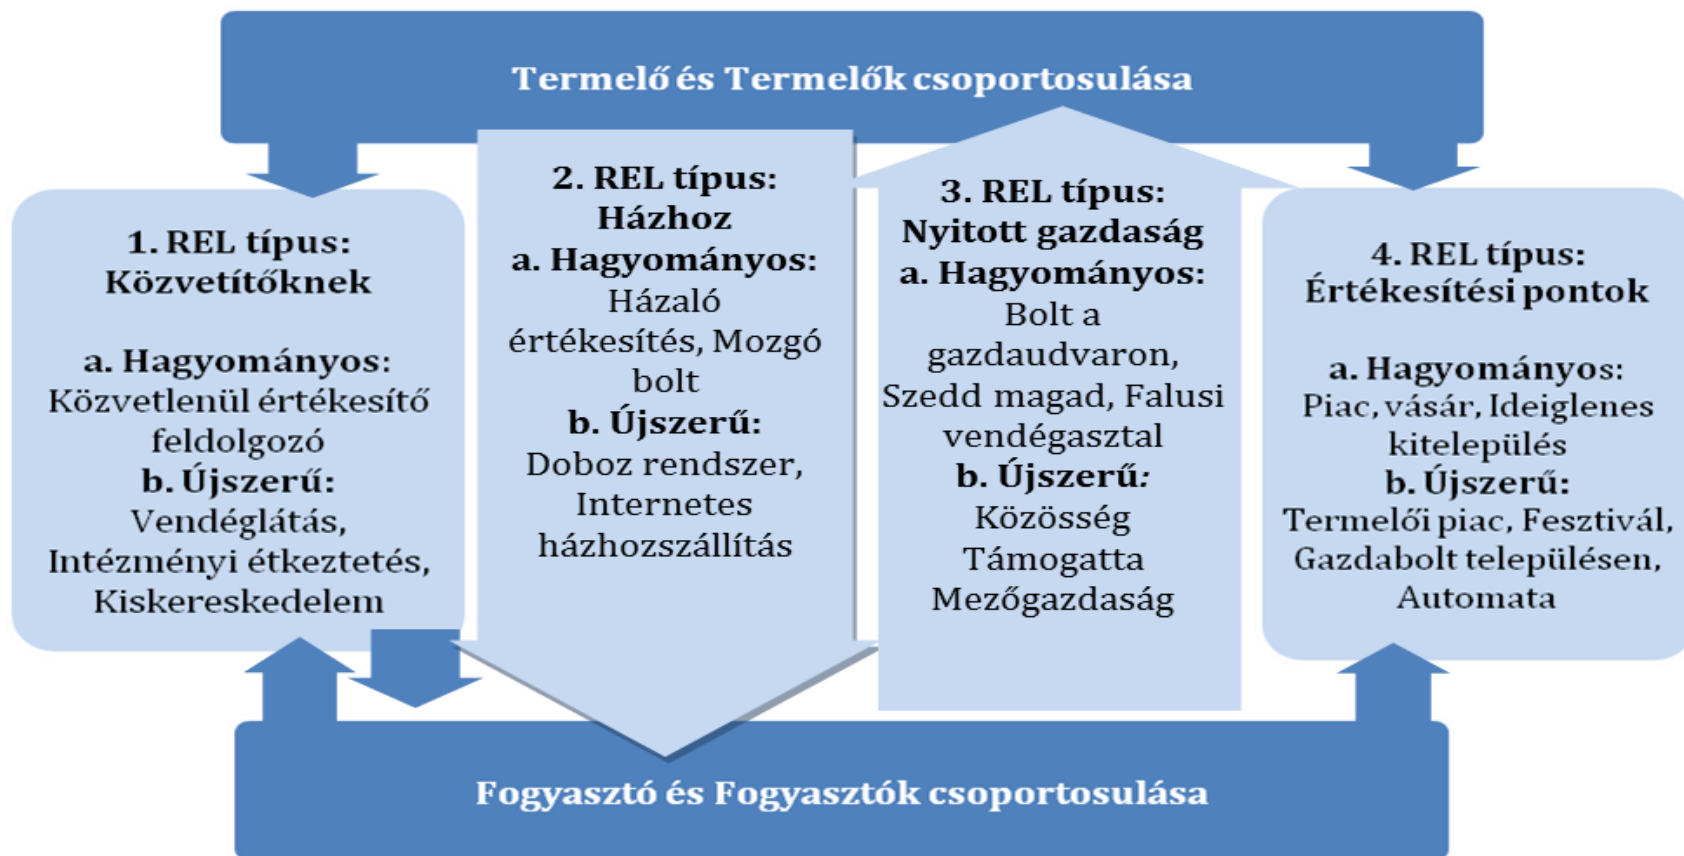 Termelő és Termelők csoportosulása
1. REL típus:
Közvetítőknek
a. Hagyományos:
Közvetlenül értékesítő
feldolgozó
b. Újszerű:
Vendéglátás,
Intézményi étkeztetés,
Kiskereskedelem
2. REL típus:
Házhoz
a. Hagyományos:
Házaló
értékesítés, Mozgó
bolt
b. Újszerű:
Doboz rendszer,
Internetes
házhozszállítás
3. REL típus:
Nyitott gazdaság
a. Hagyományos:
Bolt a
gazdaudvaron,
Szedd magad, Falusi
vendégasztal
b. Újszerű:
Közösség
Támogatta
Mezőgazdaság
4. REL típus:
Értékesítési pontok
a. Hagyományos:
Piac, vásár, Ideiglenes
kitelepülés
b. Újszerű:
Termelői piac, Fesztivál,
Gazdabolt településen,
Automata
Fogyasztó és Fogyasztók csoportosulása